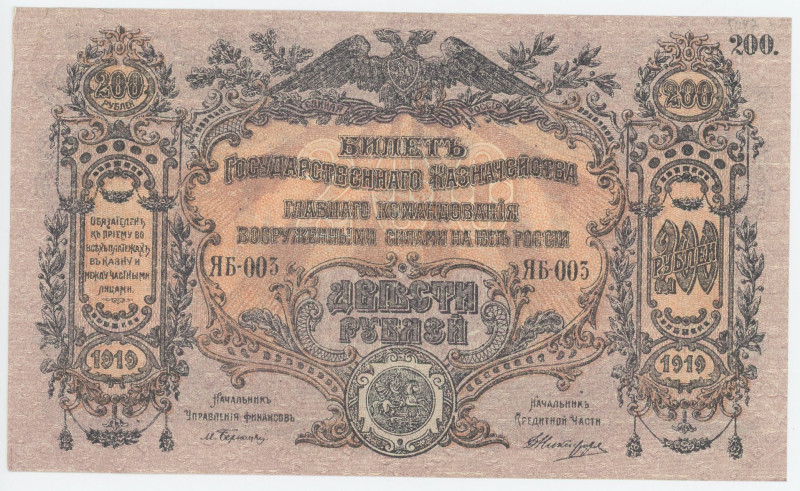 200.
200
РУБЛЕЙ
200
БИЛЕТЪ
ГОСУДАРСТВЕННАГО КАЗНАЧЕЙСТВА
ГЛАВНАГО КОМАНДОВАНІЯ
ВООРУЖЕННЫМИ СИЛАМИ НА ЮГѢ РОССІИ
ОБЯЗАТЕЛЕНЪ
КЪ ПРІЕМУ ВО
ВСѢХЪ ПЛАТЕЖАХЪ
ВЪ КАЗНУ И
МЕЖДУ ЧАСТНЫМИ
ЛИЦАМИ.
ЯБ-003
ЯБ-003
200
РУБЛЕЙ
ДВѢСТИ
РУБЛЕЙ
1919
1919
НАЧАЛЬНИКЪ
УПРАВЛЕНІЯ ФИНАНСОВЪ
НАЧАЛЬНИКЪ
КРЕДИТНОЙ ЧАСТИ